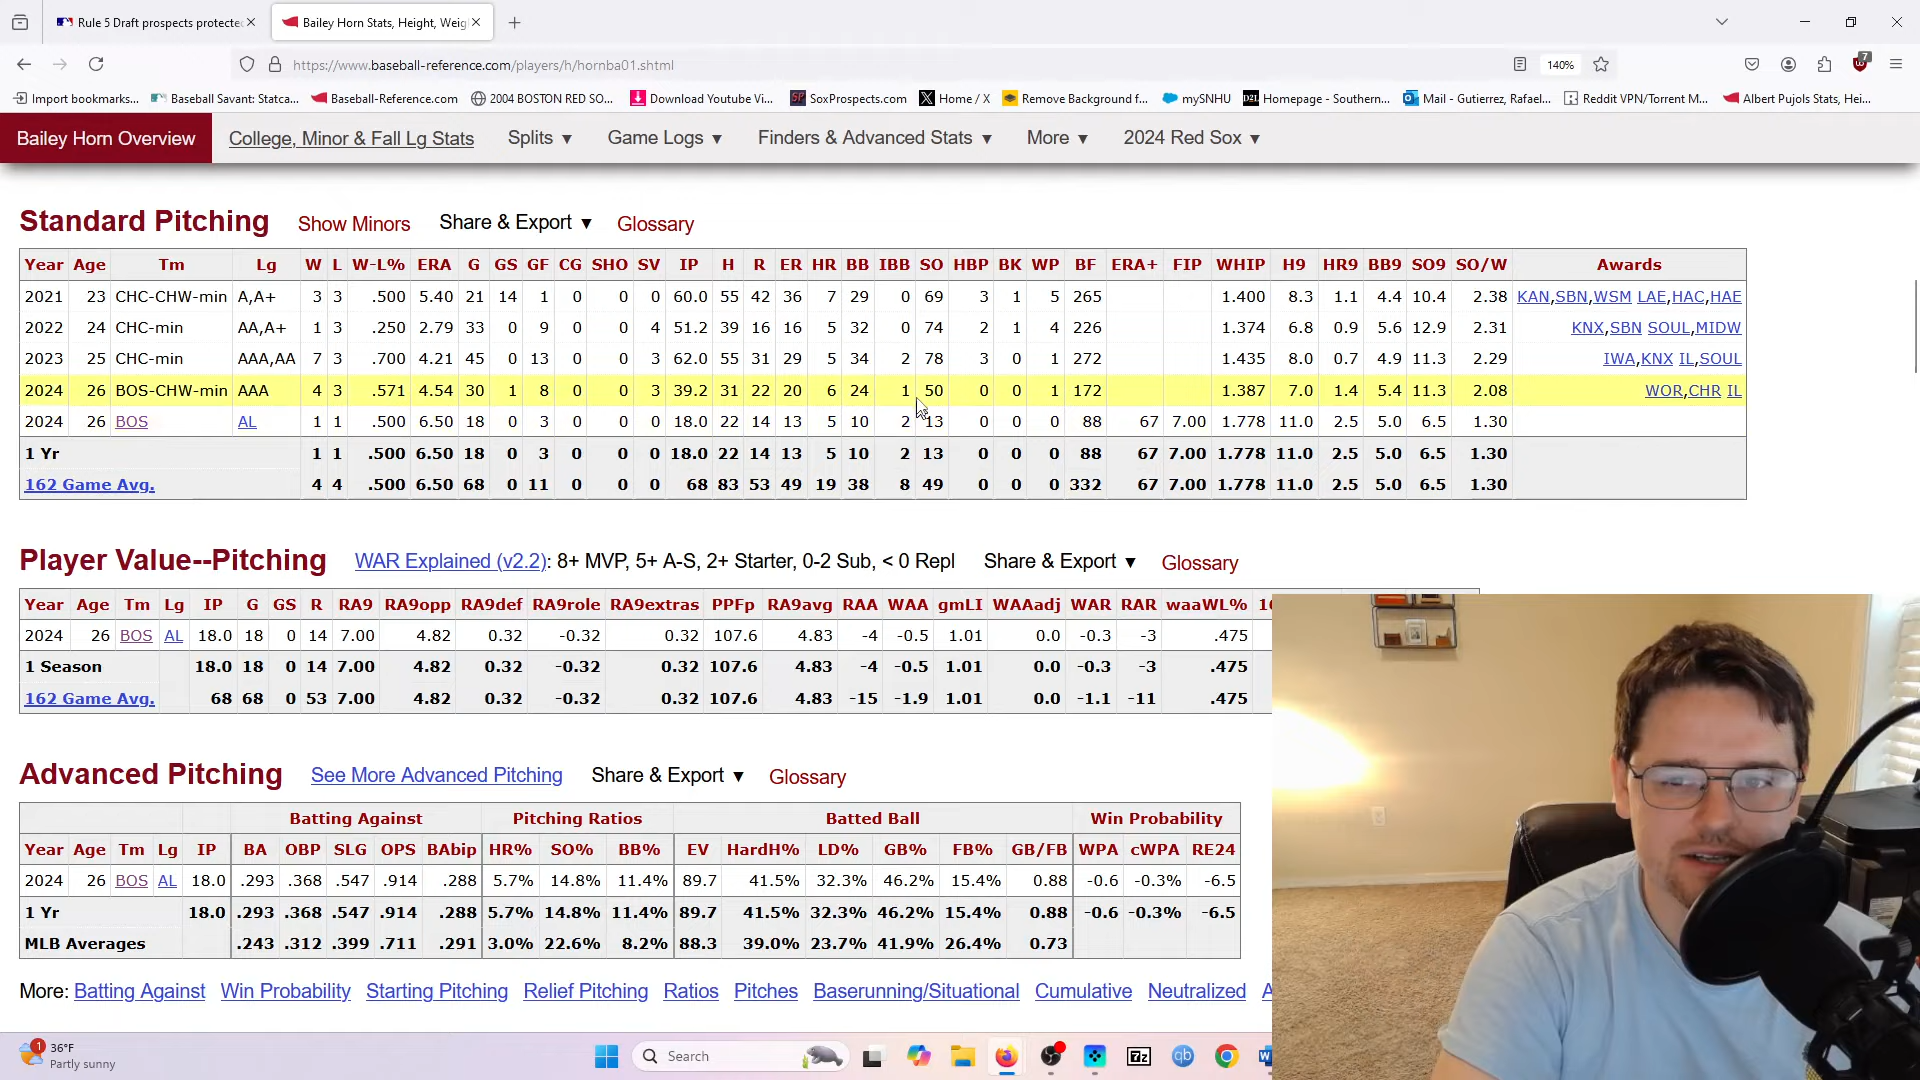 Rule 5 Draft prospects protecte
Bailey Horn Stats, Height, Weig
https://www.baseball-reference.com/players/h/hornba01.shtml
140%
7
Import bookmarks...
Baseball Savant: Statca...
Baseball-Reference.com
2004 BOSTON RED SO...
Download Youtube Vi...
SoxProspects.com
Home / X
Remove Background f...
mySNHU
Homepage - Southern...
Mail - Gutierrez, Rafael...
Reddit VPN/Torrent M...
Albert Pujols Stats, Hei...
Bailey Horn Overview College, Minor & Fall Lg Stats Splits ▼ Game Logs ▼ Finders & Advanced Stats ▼ More ▼ 2024 Red Sox ▼
Standard Pitching Show Minors Share & Export ▼ Glossary
Year Age Tm Lg W L W-L% ERA G GS GF CG SHO SV IP H R ER HR BB IBB SO HBP BK WP BF ERA+ FIP WHIP H9 HR9 BB9 SO9 SO/W Awards
2021 23 CHC-CHW-min A,A+ 3 3 .500 5.40 21 14 1 0 0 0 60.0 55 42 36 7 29 0 69 3 1 5 265 1.400 8.3 1.1 4.4 10.4 2.38 KAN,SBN,WSM LAE,HAC,HAE
2022 24 CHC-min AA,A+ 1 3 .250 2.79 33 0 9 0 0 4 51.2 39 16 16 5 32 0 74 2 1 4 226 1.374 6.8 0.9 5.6 12.9 2.31 KNX,SBN SOUL,MIDW
2023 25 CHC-min AAA,AA 7 3 .700 4.21 45 0 13 0 0 3 62.0 55 31 29 5 34 2 78 3 0 1 272 1.435 8.0 0.7 4.9 11.3 2.29 IWA,KNX IL,SOUL
2024 26 BOS-CHW-min AAA 4 3 .571 4.54 30 1 8 0 0 3 39.2 31 22 20 6 24 1 50 0 0 1 172 1.387 7.0 1.4 5.4 11.3 2.08 WOR,CHR IL
2024 26 BOS AL 1 1 .500 6.50 18 0 3 0 0 0 18.0 22 14 13 5 10 2 13 0 0 0 88 67 7.00 1.778 11.0 2.5 5.0 6.5 1.30
1 Yr 1 1 .500 6.50 18 0 3 0 0 0 18.0 22 14 13 5 10 2 13 0 0 0 88 67 7.00 1.778 11.0 2.5 5.0 6.5 1.30
162 Game Avg. 4 4 .500 6.50 68 0 11 0 0 0 68 83 53 49 19 38 8 49 0 0 0 332 67 7.00 1.778 11.0 2.5 5.0 6.5 1.30
Player Value--Pitching WAR Explained (v2.2): 8+ MVP, 5+ A-S, 2+ Starter, 0-2 Sub, < 0 Repl Share & Export ▼ Glossary
Year Age Tm Lg IP G GS R RA9 RA9opp RA9def RA9role RA9extras PPFp RA9avg RAA WAA gmLI WAAadj WAR RAR waaWL%
2024 26 BOS AL 18.0 18 0 14 7.00 4.82 0.32 -0.32 0.32 107.6 4.83 -4 -0.5 1.01 0.0 -0.3 -3 .475
1 Season 18.0 18 0 14 7.00 4.82 0.32 -0.32 0.32 107.6 4.83 -4 -0.5 1.01 0.0 -0.3 -3 .475
162 Game Avg. 68 68 0 53 7.00 4.82 0.32 -0.32 0.32 107.6 4.83 -15 -1.9 1.01 0.0 -1.1 -11 .475
Advanced Pitching See More Advanced Pitching Share & Export ▼ Glossary
Batting Against Pitching Ratios Batted Ball Win Probability
Year Age Tm Lg IP BA OBP SLG OPS BAbip HR% SO% BB% EV HardH% LD% GB% FB% GB/FB WPA cWPA RE24
2024 26 BOS AL 18.0 .293 .368 .547 .914 .288 5.7% 14.8% 11.4% 89.7 41.5% 32.3% 46.2% 15.4% 0.88 -0.6 -0.3% -6.5
1 Yr 18.0 .293 .368 .547 .914 .288 5.7% 14.8% 11.4% 89.7 41.5% 32.3% 46.2% 15.4% 0.88 -0.6 -0.3% -6.5
MLB Averages .243 .312 .399 .711 .291 3.0% 22.6% 8.2% 88.3 39.0% 23.7% 41.9% 26.4% 0.73
More: Batting Against Win Probability Starting Pitching Relief Pitching Ratios Pitches Baserunning/Situational Cumulative Neutralized
1
36°F
Partly sunny
Search
7z
qb